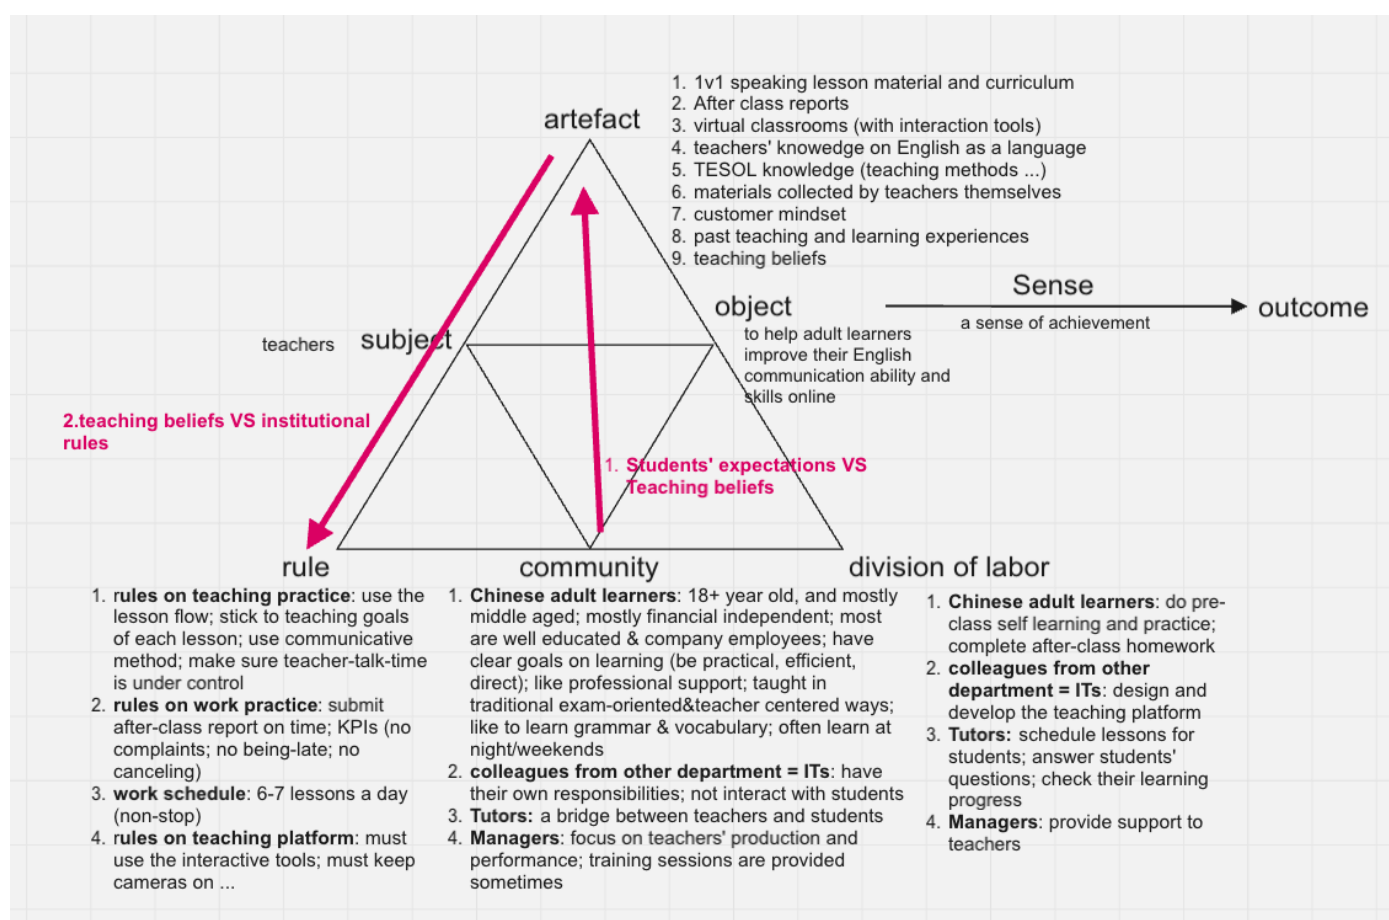 artefact
1. 1v1 speaking lesson material and curriculum
2. After class reports
3. virtual classrooms (with interaction tools)
4. teachers' knowedge on English as a language
5. TESOL knowledge (teaching methods ...)
6. materials collected by teachers themselves
7. customer mindset
8. past teaching and learning experiences
9. teaching beliefs
teachers
subject
object
to help adult learners
improve their English
communication ability and
skills online
Sense
a sense of achievement
outcome
2.teaching beliefs VS institutional
rules
1. Students' expectations VS
Teaching beliefs
rule
1. rules on teaching practice: use the
lesson flow; stick to teaching goals
of each lesson; use communicative
method; make sure teacher-talk-time
is under control
2. rules on work practice: submit
after-class report on time; KPIs (no
complaints; no being-late; no
canceling)
3. work schedule: 6-7 lessons a day
(non-stop)
4. rules on teaching platform: must
use the interactive tools; must keep
cameras on ...
community
1. Chinese adult learners: 18+ year old, and mostly
middle aged; mostly financial independent; most
are well educated & company employees; have
clear goals on learning (be practical, efficient,
direct); like professional support; taught in
traditional exam-oriented&teacher centered ways;
like to learn grammar & vocabulary; often learn at
night/weekends
2. colleagues from other department = ITs: have
their own responsibilities; not interact with students
3. Tutors: a bridge between teachers and students
4. Managers: focus on teachers' production and
performance; training sessions are provided
sometimes
division of labor
1. Chinese adult learners: do pre-
class self learning and practice;
complete after-class homework
2. colleagues from other
department = ITs: design and
develop the teaching platform
3. Tutors: schedule lessons for
students; answer students'
questions; check their learning
progress
4. Managers: provide support to
teachers